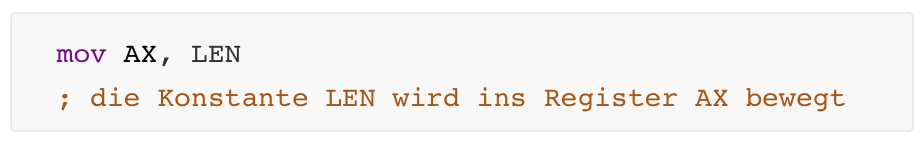 mov AX, LEN
; die Konstante LEN wird ins Register AX bewegt